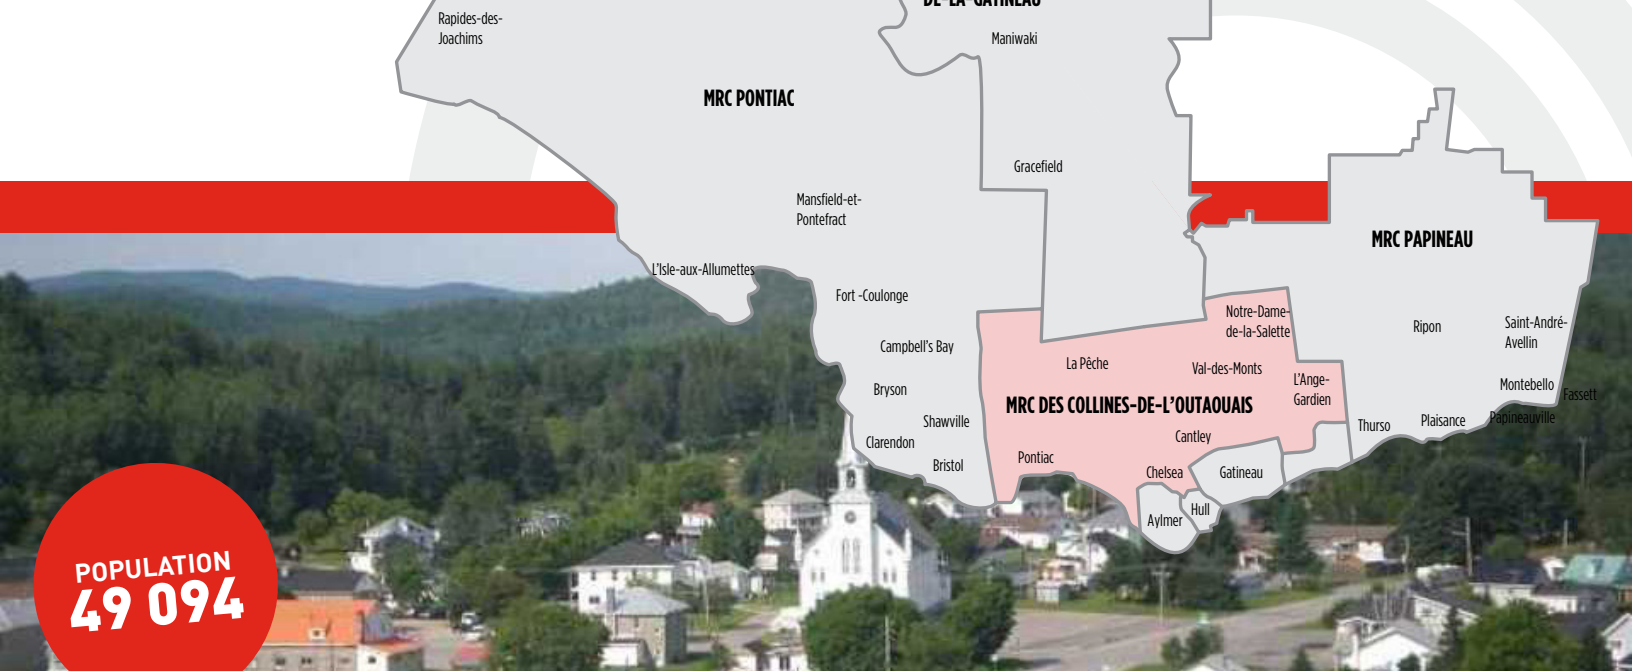 DE-LA-GATINEAU
Rapides-des-
Joachims
Maniwaki
MRC PONTIAC
Gracefield
Mansfield-et-
Pontefract
MRC PAPINEAU
L'Isle-aux-Allumettes
Fort -Coulonge
Notre-Dame-
de-la-Salette
Ripon
Saint-André-
Avellin
Campbell's Bay
La Pêche
Val-des-Monts
L'Ange-
Gardien
Bryson
Montebello
Fassett
MRC DES COLLINES-DE-L'OUTAOUAIS
Shawville
Thurso
Plaisance
Papineauville
Clarendon
Cantley
Bristol
Pontiac
Chelsea
Gatineau
Aylmer
Hull
POPULATION
49 094